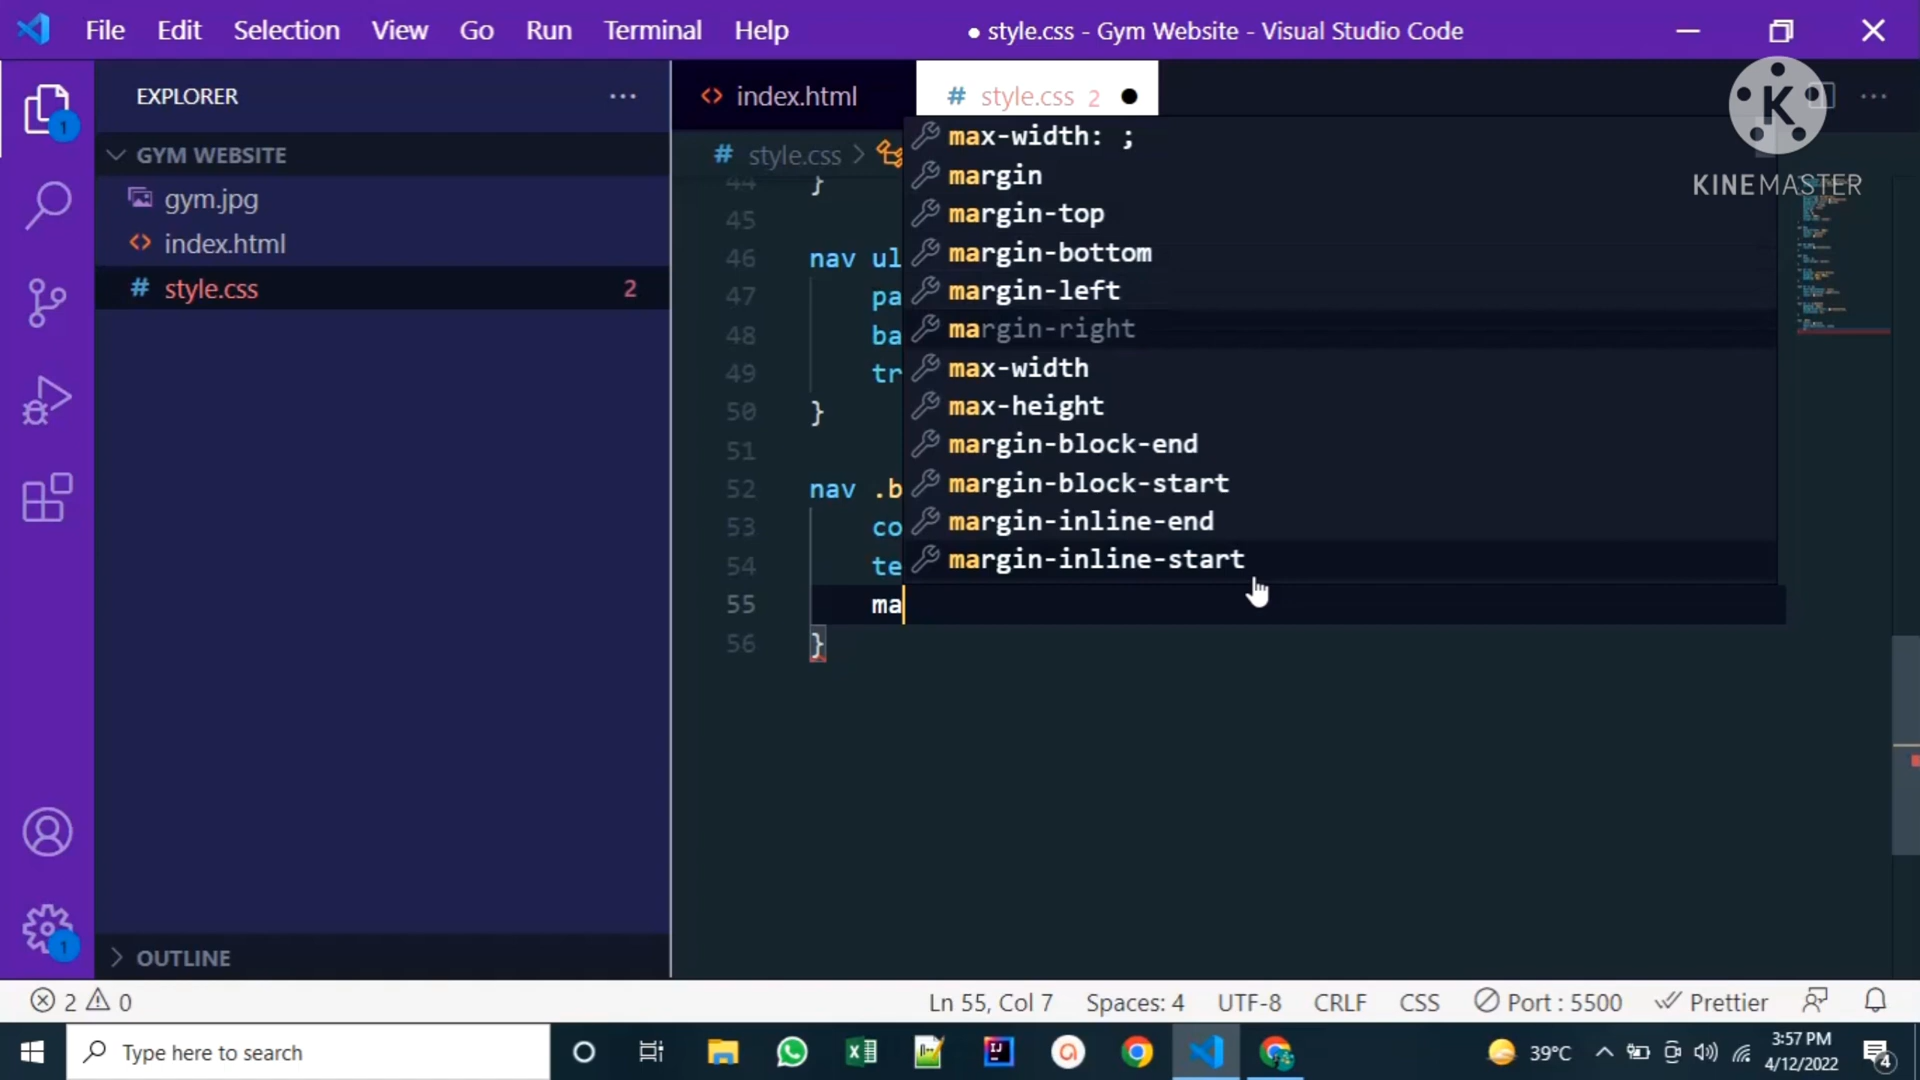 File Edit Selection View Go Run Terminal Help
● style.css - Gym Website - Visual Studio Code
EXPLORER
GYM WEBSITE
gym.jpg
index.html
style.css 2
1
1
OUTLINE
index.html
# style.css 2
# style.css >
K
KINEMASTER
44 }
45
46 nav ul
47 pa
48 ba
49 tr
50 }
51
52 nav .b
53 co
54 te
55 ma
56 }
max-width: ;
margin
margin-top
margin-bottom
margin-left
margin-right
max-width
max-height
margin-block-end
margin-block-start
margin-inline-end
margin-inline-start
2 0
Ln 55, Col 7 Spaces: 4 UTF-8 CRLF CSS Port : 5500 Prettier
Type here to search
39°C
3:57 PM
4/12/2022
4